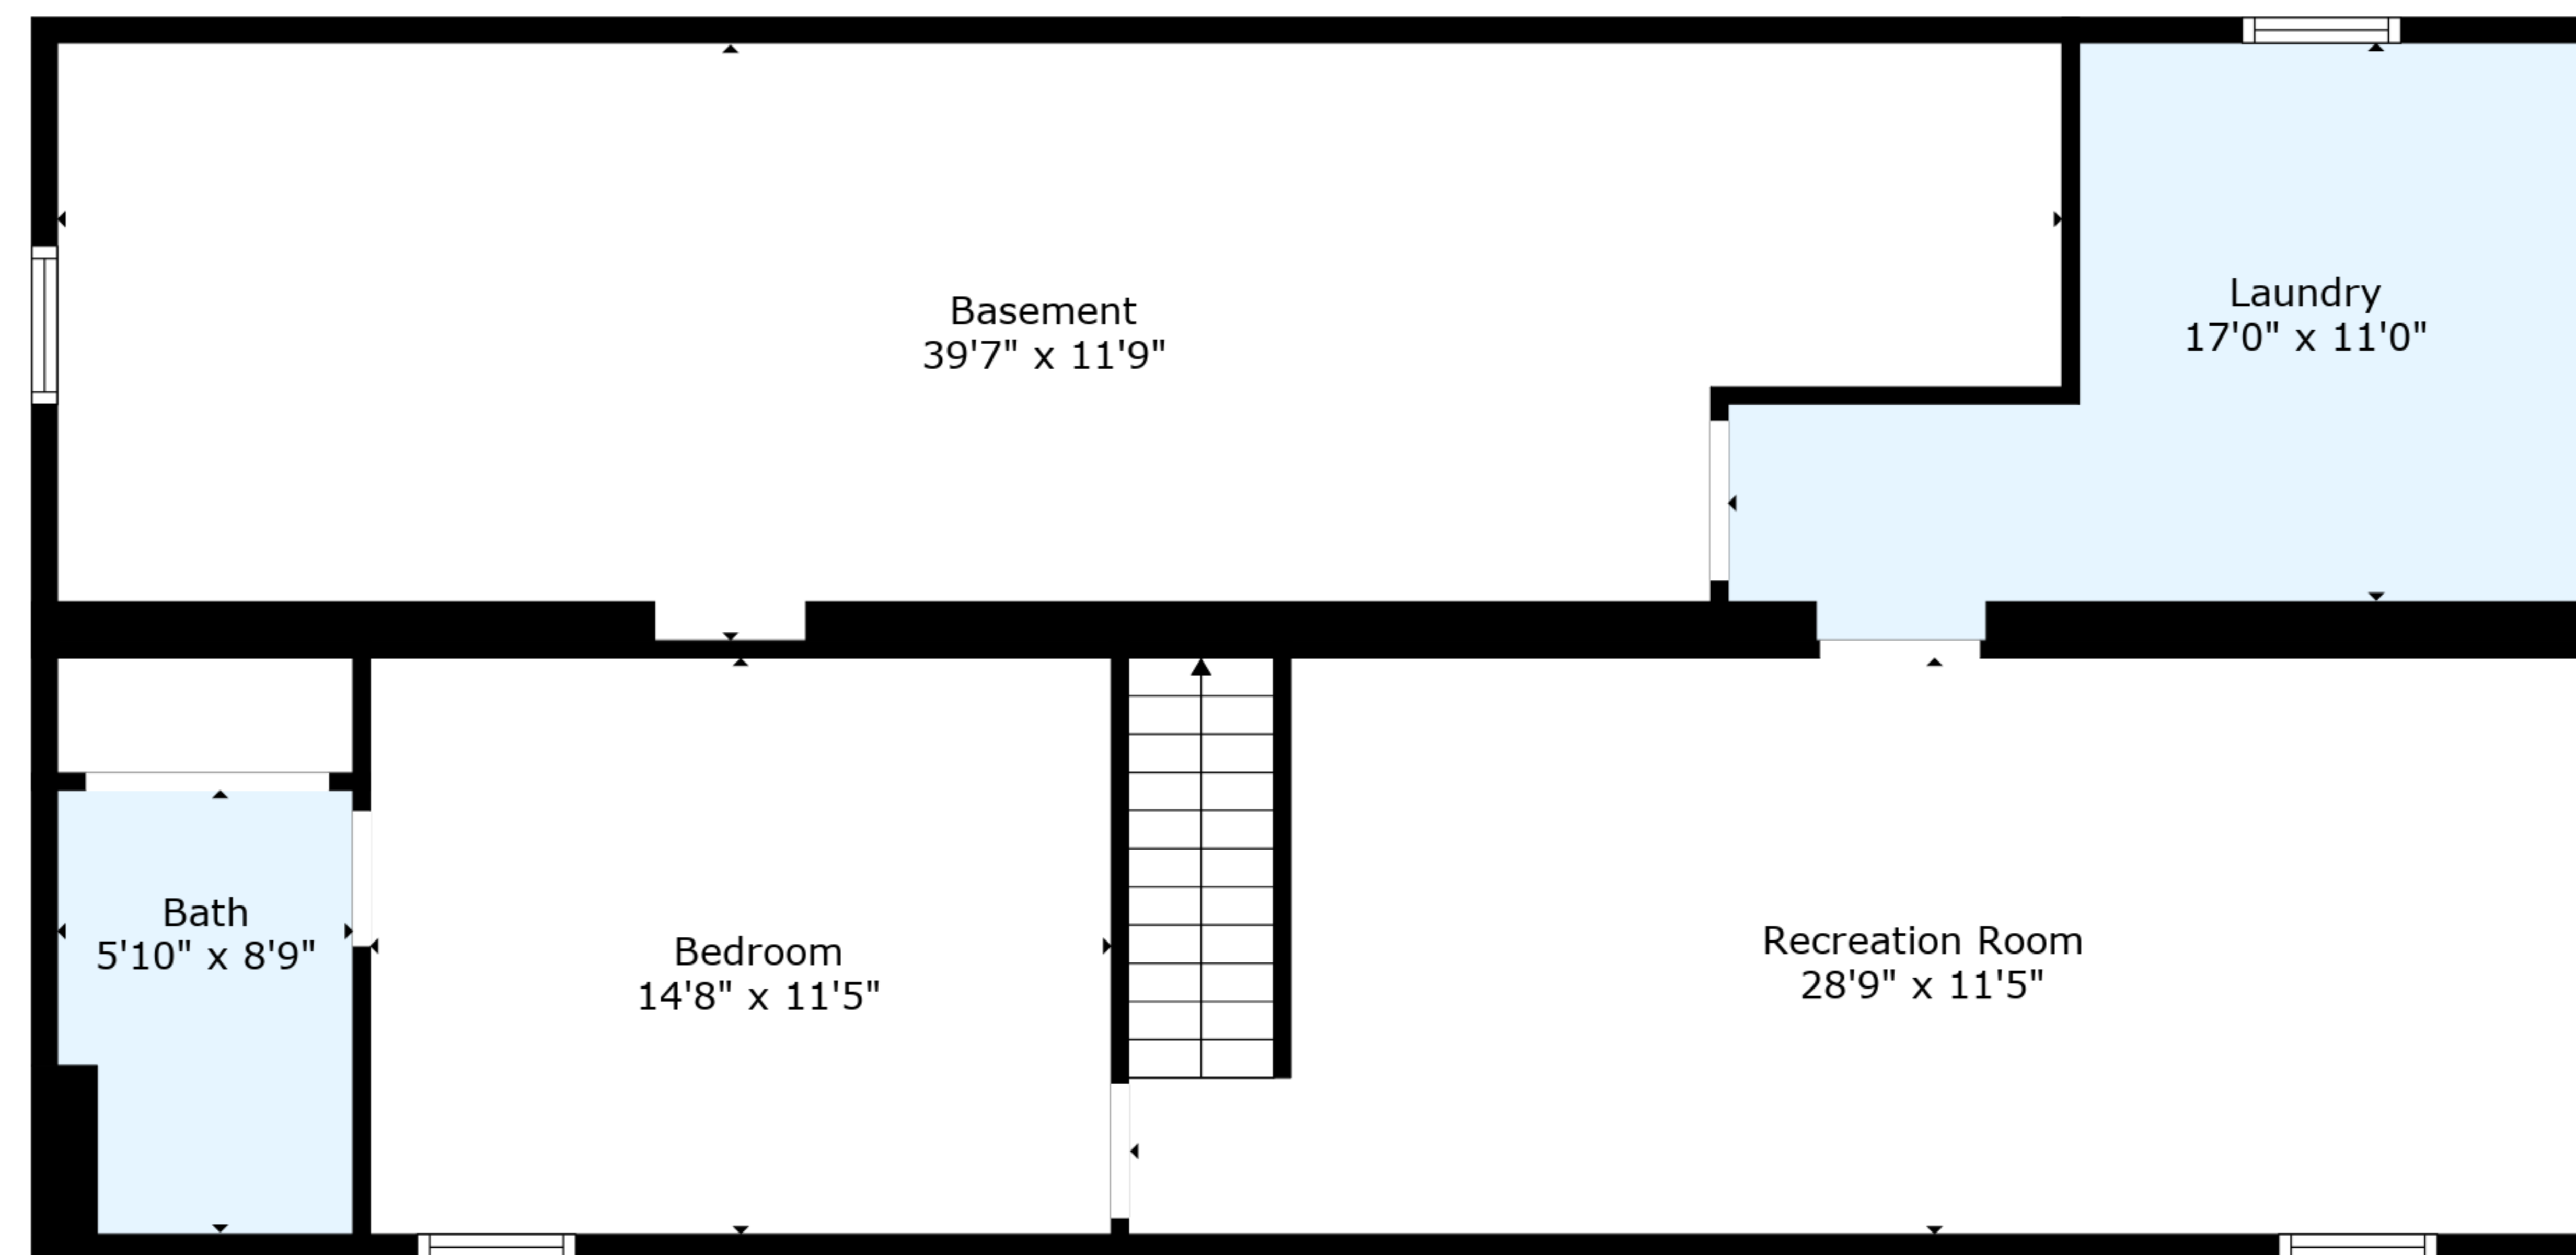 Basement
39'7" x 11'9"
Laundry
17'0" x 11'0"
Bath
5'10" x 8'9"
Bedroom
14'8" x 11'5"
Recreation Room
28'9" x 11'5"